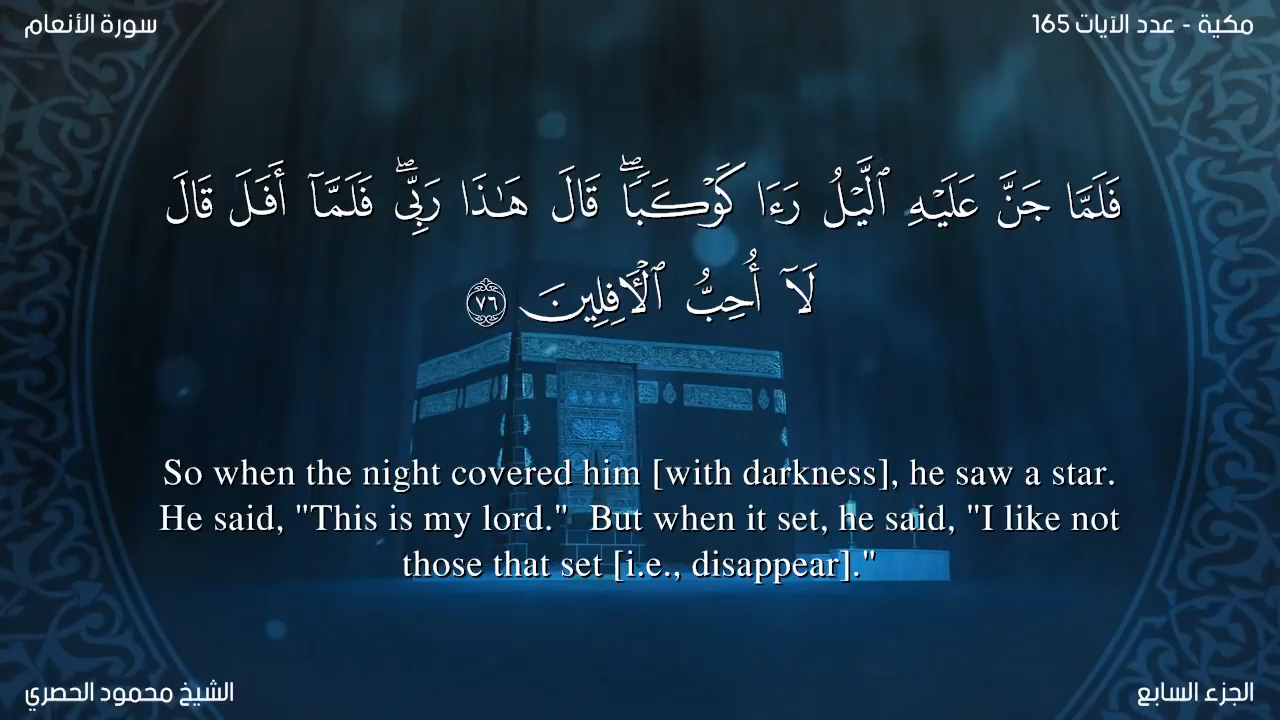 سورة الأنعام
مكية - عدد الآيات 165
فَلَمَّا جَنَّ عَلَيْهِ ٱلَّيْلُ رَءَا كَوْكَبًاۖ قَالَ هَٰذَا رَبِّىۖ فَلَمَّآ أَفَلَ قَالَ
لَآ أُحِبُّ ٱلْأَفِلِينَ ٧٦
So when the night covered him [with darkness], he saw a star.
He said, "This is my lord."  But when it set, he said, "I like not
those that set [i.e., disappear]."
الشيخ محمود الحصري
الجزء السابع